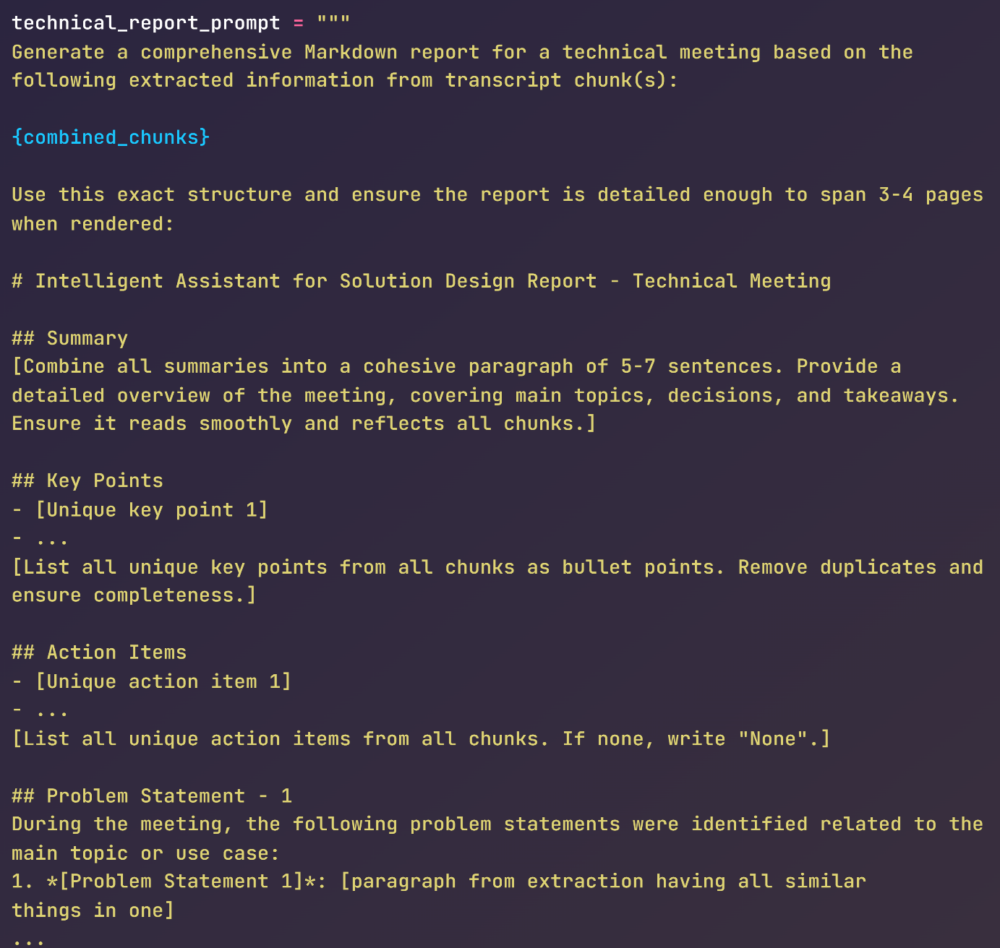 technical_report_prompt = """
Generate a comprehensive Markdown report for a technical meeting based on the
following extracted information from transcript chunk(s):
{combined_chunks}
Use this exact structure and ensure the report is detailed enough to span 3-4 pages
when rendered:
# Intelligent Assistant for Solution Design Report - Technical Meeting
## Summary
[Combine all summaries into a cohesive paragraph of 5-7 sentences. Provide a
detailed overview of the meeting, covering main topics, decisions, and takeaways.
Ensure it reads smoothly and reflects all chunks.]
## Key Points
- [Unique key point 1]
- ...
[List all unique key points from all chunks as bullet points. Remove duplicates and
ensure completeness.]
## Action Items
- [Unique action item 1]
- ...
[List all unique action items from all chunks. If none, write "None".]
## Problem Statement - 1
During the meeting, the following problem statements were identified related to the
main topic or use case:
1. *[Problem Statement 1]*: [paragraph from extraction having all similar
things in one]
...